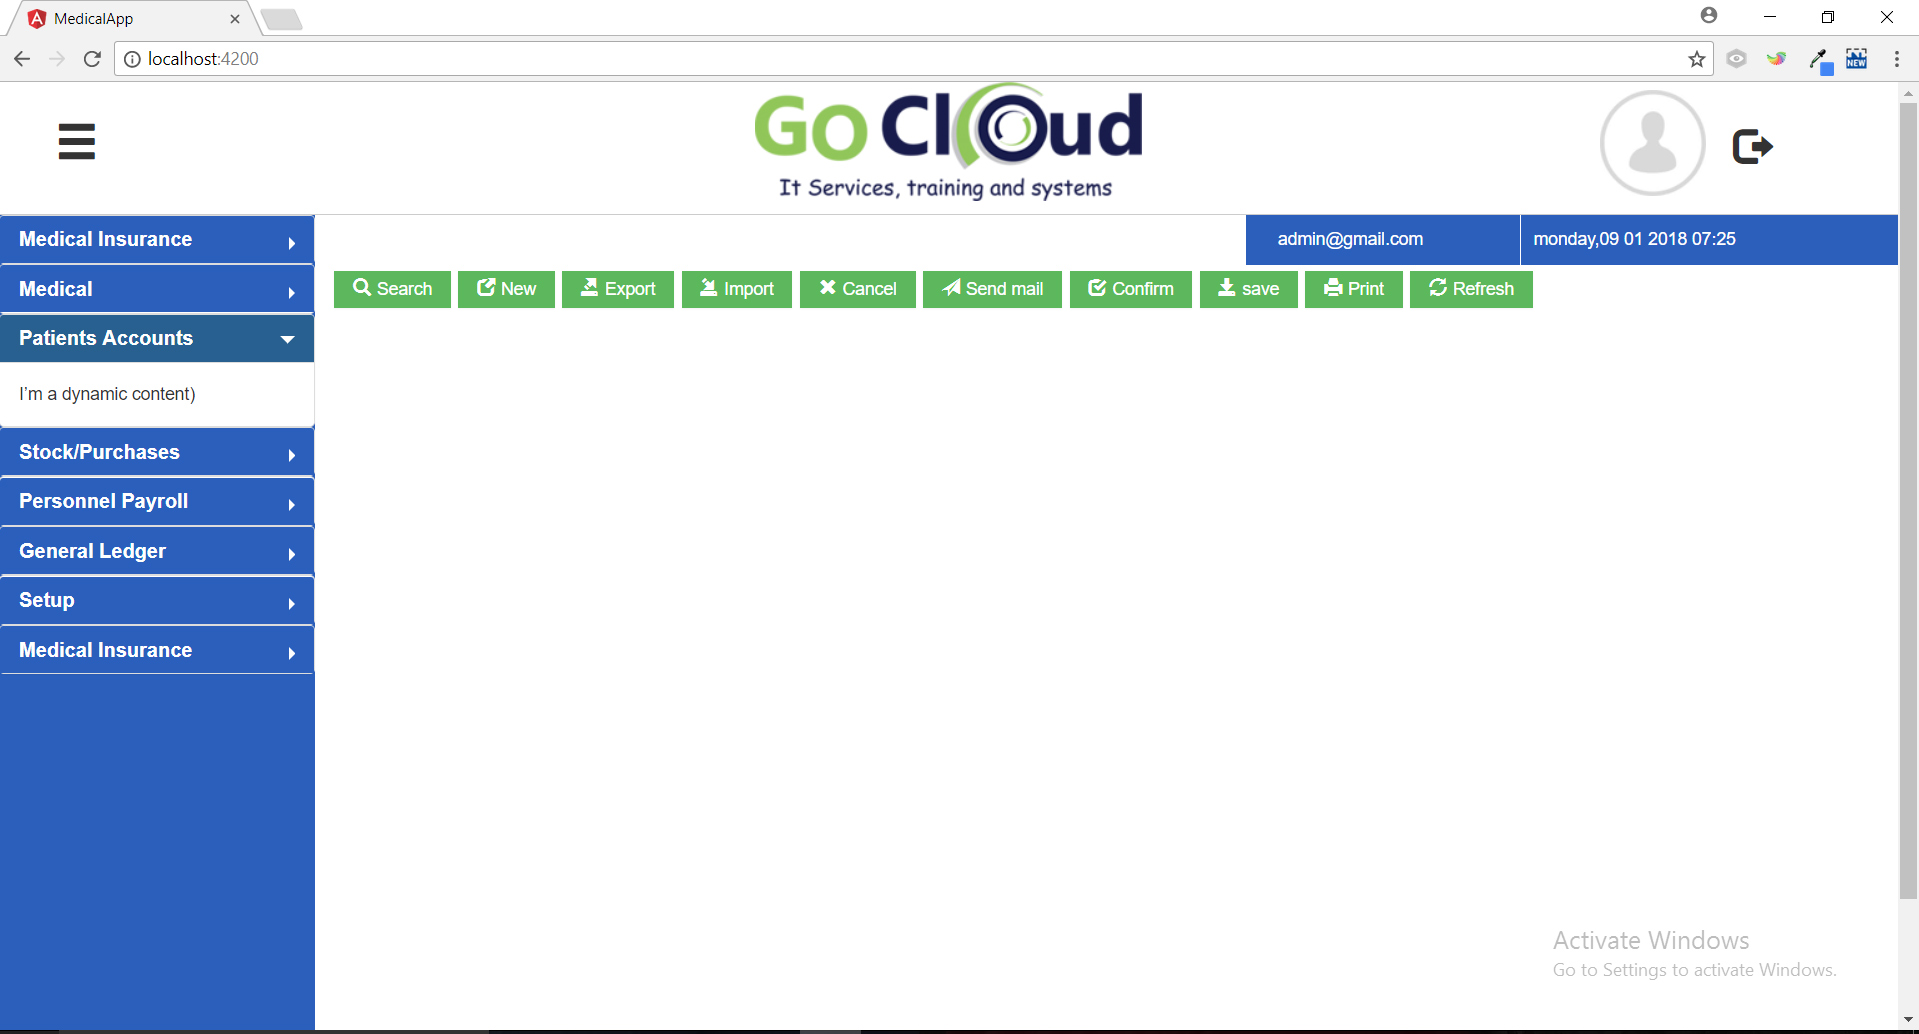 MedicalApp
localhost:4200
NEW
Go Cloud
It Services, training and systems
admin@gmail.com
monday,09 01 2018 07:25
Search New Export Import Cancel Send mail Confirm save Print Refresh
Medical Insurance
Medical
Patients Accounts
I'm a dynamic content)
Stock/Purchases
Personnel Payroll
General Ledger
Setup
Medical Insurance
Activate Windows
Go to Settings to activate Windows.